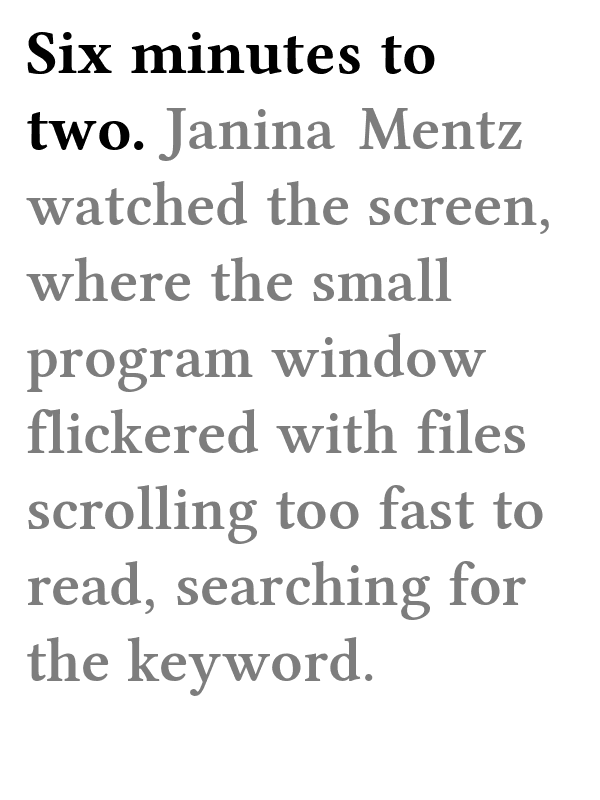 Six minutes to
two. Janina Mentz
watched the screen,
where the small
program window
flickered with files
scrolling too fast to
read, searching for
the keyword.